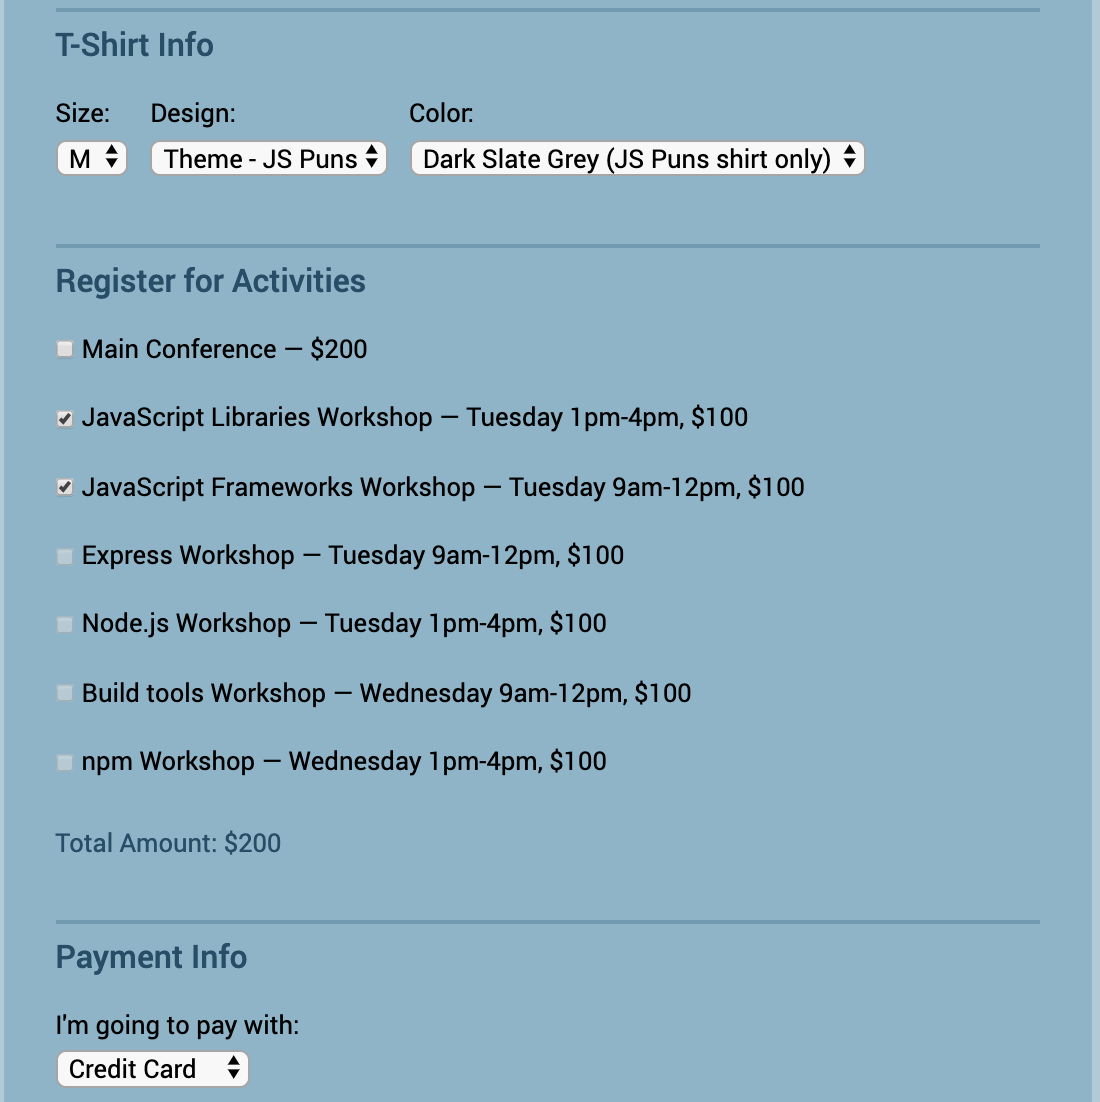 T-Shirt Info
Size: Design: Color:
M Theme - JS Puns Dark Slate Grey (JS Puns shirt only)
Register for Activities
Main Conference — $200
JavaScript Libraries Workshop — Tuesday 1pm-4pm, $100
JavaScript Frameworks Workshop — Tuesday 9am-12pm, $100
Express Workshop — Tuesday 9am-12pm, $100
Node.js Workshop — Tuesday 1pm-4pm, $100
Build tools Workshop — Wednesday 9am-12pm, $100
npm Workshop — Wednesday 1pm-4pm, $100
Total Amount: $200
Payment Info
I'm going to pay with:
Credit Card